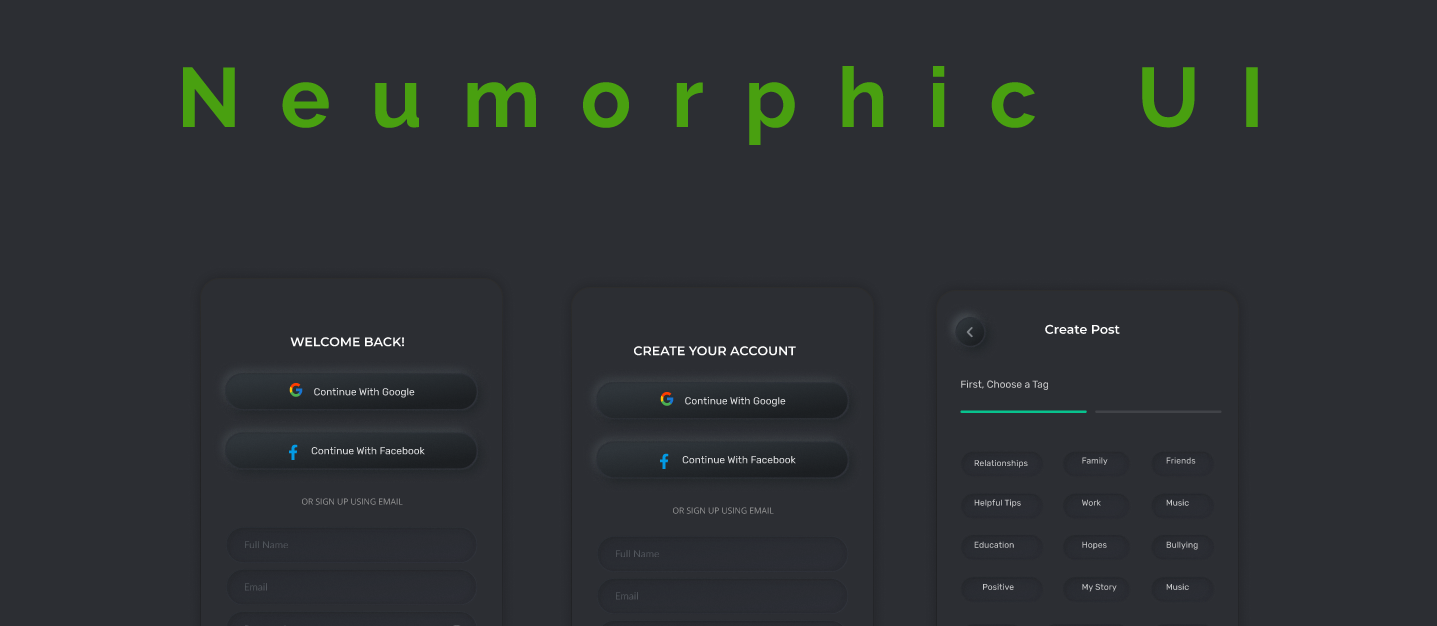 Neumorphic UI
WELCOME BACK!
Continue With Google
Continue With Facebook
OR SIGN UP USING EMAIL
Full Name
Email
CREATE YOUR ACCOUNT
Continue With Google
Continue With Facebook
OR SIGN UP USING EMAIL
Full Name
Email
Create Post
First, Choose a Tag
Relationships Family Friends
Helpful Tips Work Music
Education Hopes Bullying
Positive My Story Music